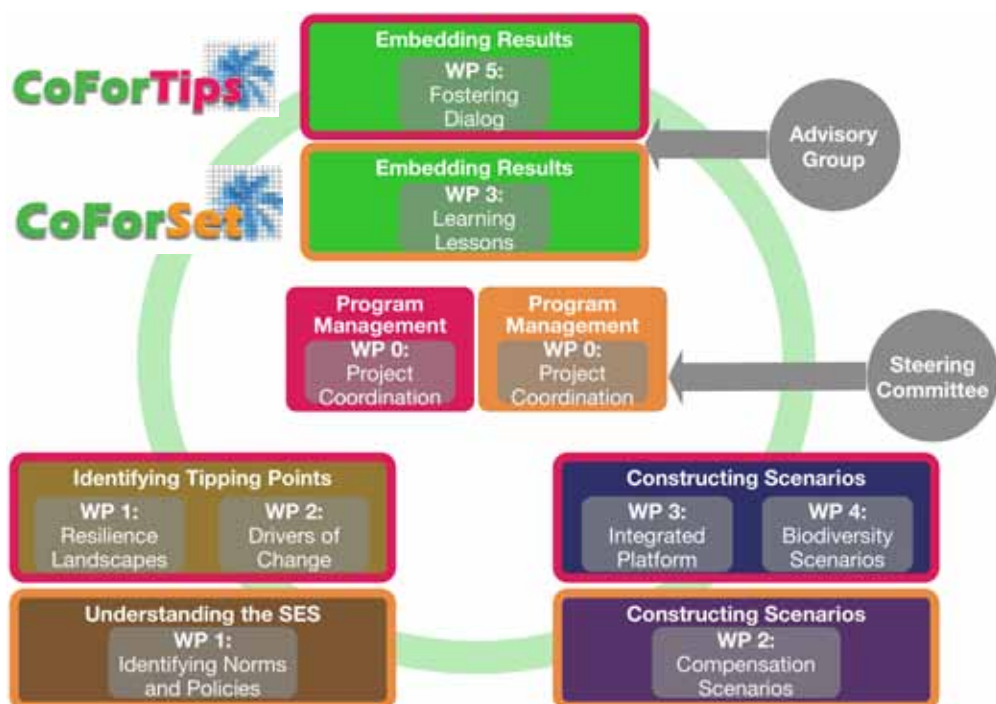 CoForTips
CoForSet
Embedding Results
WP 5:
Fostering
Dialog
Embedding Results
WP 3:
Learning
Lessons
Advisory
Group
Program
Management
WP 0:
Project
Coordination
Program
Management
WP 0:
Project
Coordination
Steering
Committee
Identifying Tipping Points
WP 1:
Resilience
Landscapes
WP 2:
Drivers of
Change
Constructing Scenarios
WP 3:
Integrated
Platform
WP 4:
Biodiversity
Scenarios
Understanding the SES
WP 1:
Identifying Norms
and Policies
Constructing Scenarios
WP 2:
Compensation
Scenarios